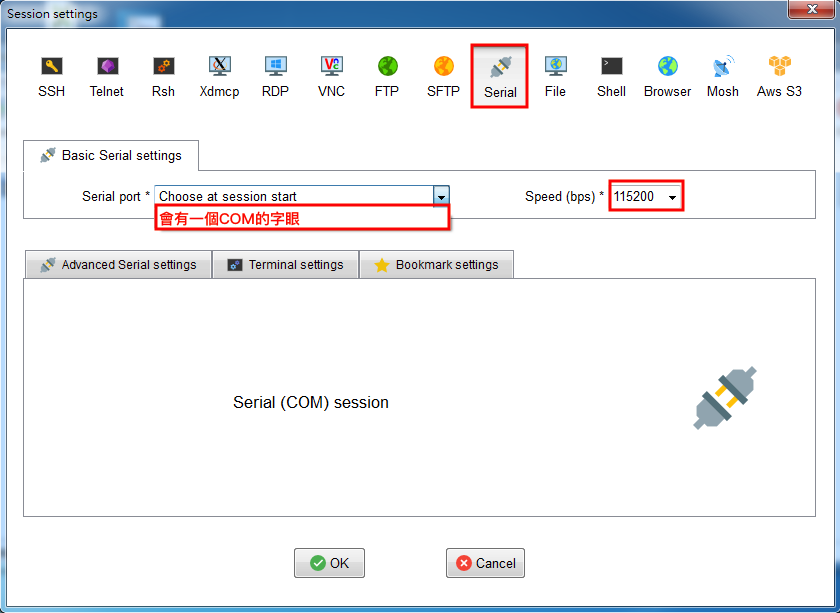 Session settings
SSH Telnet Rsh Xdmcp RDP VNC FTP SFTP Serial File Shell Browser Mosh Aws S3
Basic Serial settings
Serial port * Choose at session start Speed (bps) * 115200
會有一個COM的字眼
Advanced Serial settings Terminal settings Bookmark settings
Serial (COM) session
OK Cancel